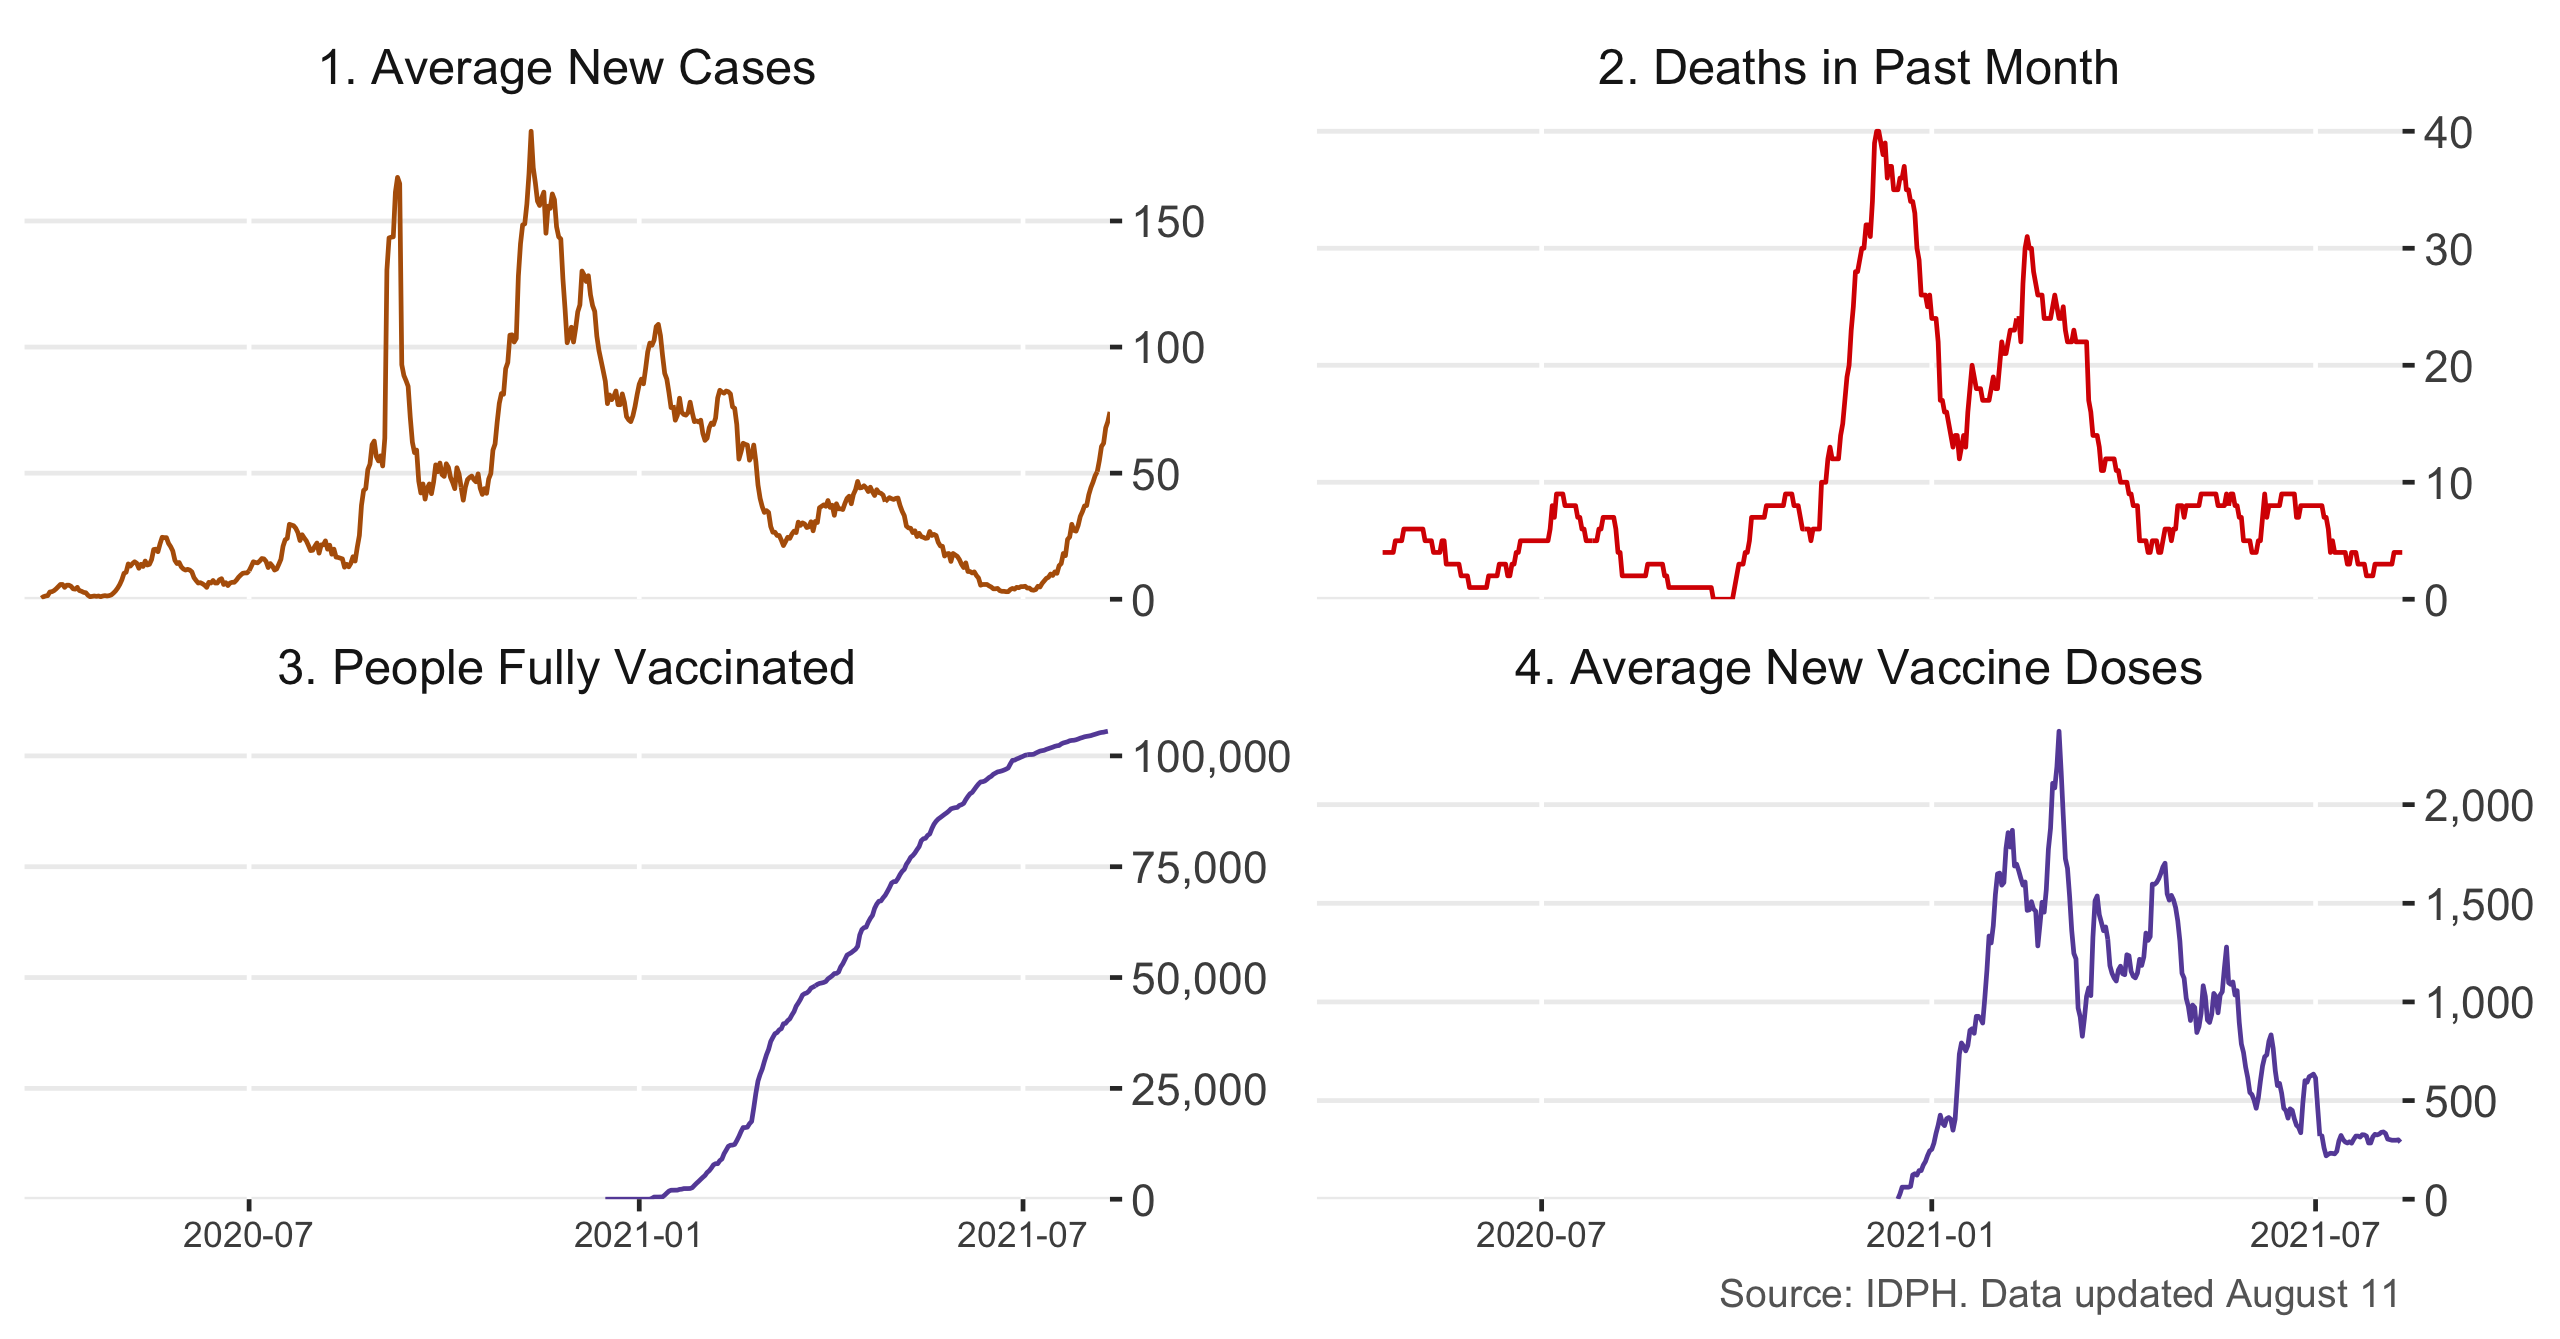 1. Average New Cases
150
100
50
0
2. Deaths in Past Month
40
30
20
10
0
3. People Fully Vaccinated
100,000
75,000
50,000
25,000
0
2020-07 2021-01 2021-07
4. Average New Vaccine Doses
2,000
1,500
1,000
500
0
2020-07 2021-01 2021-07
Source: IDPH. Data updated August 11